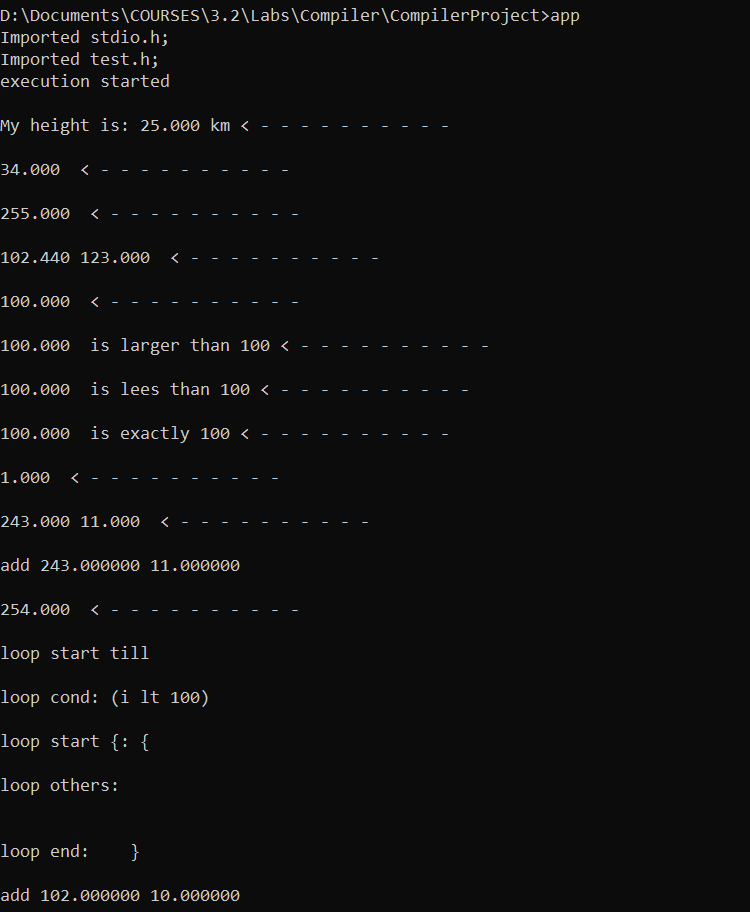 D:\Documents\COURSES\3.2\Labs\Compiler\CompilerProject>app
Imported stdio.h;
Imported test.h;
execution started
My height is: 25.000 km < - - - - - - - - - -
34.000  < - - - - - - - - - -
255.000  < - - - - - - - - - -
102.440 123.000  < - - - - - - - - - -
100.000  < - - - - - - - - - -
100.000  is larger than 100 < - - - - - - - - - -
100.000  is lees than 100 < - - - - - - - - - -
100.000  is exactly 100 < - - - - - - - - - -
1.000  < - - - - - - - - - -
243.000 11.000  < - - - - - - - - - -
add 243.000000 11.000000
254.000  < - - - - - - - - - -
loop start till
loop cond: (i lt 100)
loop start {: {
loop others:
loop end:    }
add 102.000000 10.000000